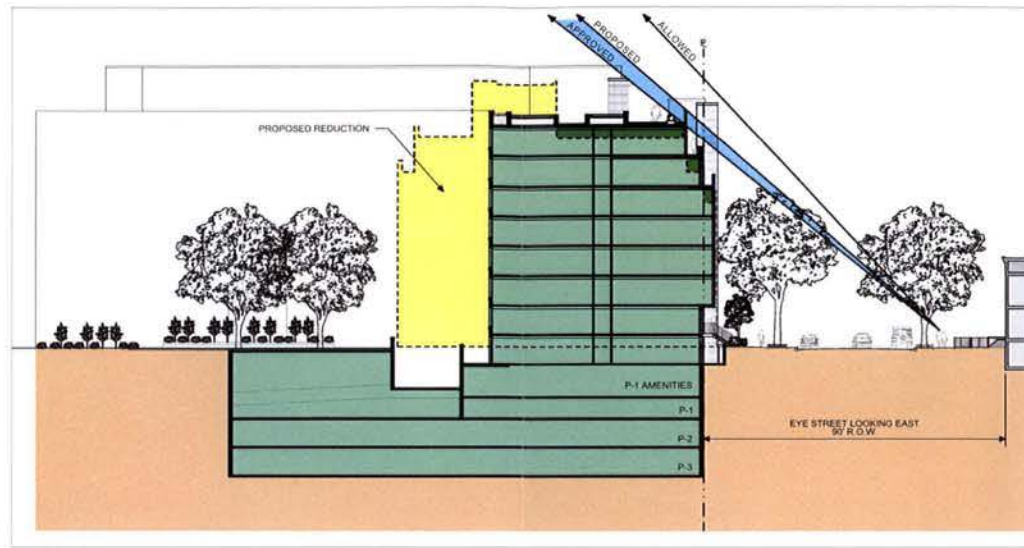 APPROVED
PROPOSED
ALLOWED
PROPOSED REDUCTION
P-1 AMENITIES
P-1
P-2
P-3
EYE STREET LOOKING EAST
90' R.O.W